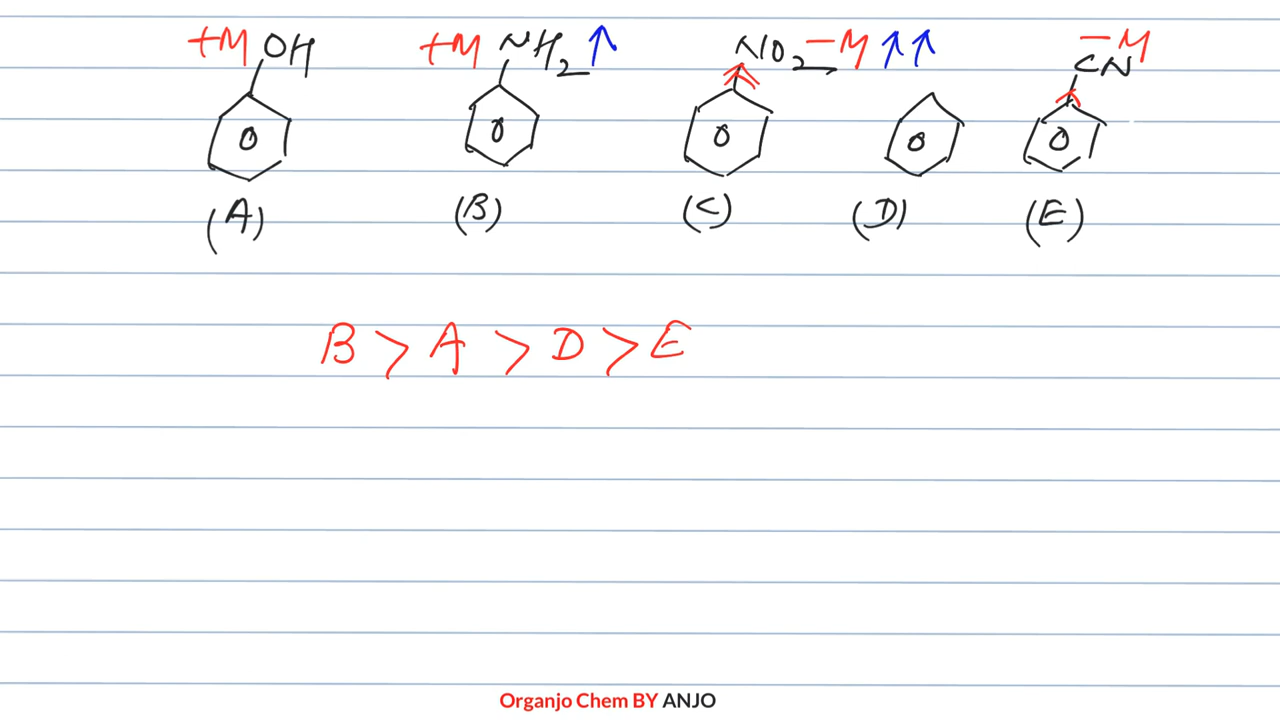 +M OH +M NH2 ↑ NO2 -M ↑↑ -M CN
(A) (B) (C) (D) (E)
B > A > D > E
Organjo Chem BY ANJO